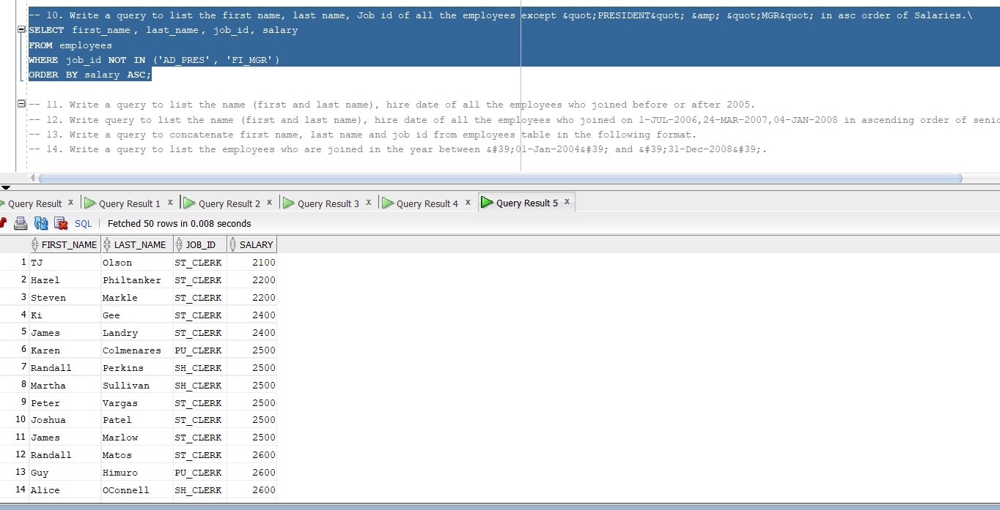 -- 10. Write a query to list the first name, last name, Job id of all the employees except &quot;PRESIDENT&quot; &amp; &quot;MGR&quot; in asc order of Salaries.\
SELECT first_name, last_name, job_id, salary
FROM employees
WHERE job_id NOT IN ('AD_PRES', 'FI_MGR')
ORDER BY salary ASC;
-- 11. Write a query to list the name (first and last name), hire date of all the employees who joined before or after 2005.
-- 12. Write query to list the name (first and last name), hire date of all the employees who joined on 1-JUL-2006,24-MAR-2007,04-JAN-2008 in ascending order of senio
-- 13. Write a query to concatenate first name, last name and job id from employees table in the following format.
-- 14. Write a query to list the employees who are joined in the year between &#39;01-Jan-2004&#39; and &#39;31-Dec-2008&#39;.
Query Result x Query Result 1 x Query Result 2 x Query Result 3 x Query Result 4 x Query Result 5 x
SQL | Fetched 50 rows in 0.008 seconds
FIRST_NAME LAST_NAME JOB_ID SALARY
1 TJ Olson ST_CLERK 2100
2 Hazel Philtanker ST_CLERK 2200
3 Steven Markle ST_CLERK 2200
4 Ki Gee ST_CLERK 2400
5 James Landry ST_CLERK 2400
6 Karen Colmenares PU_CLERK 2500
7 Randall Perkins SH_CLERK 2500
8 Martha Sullivan SH_CLERK 2500
9 Peter Vargas ST_CLERK 2500
10 Joshua Patel ST_CLERK 2500
11 James Marlow ST_CLERK 2500
12 Randall Matos ST_CLERK 2600
13 Guy Himuro PU_CLERK 2600
14 Alice OConnell SH_CLERK 2600